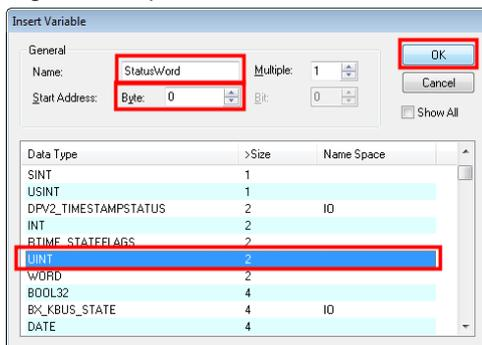 Insert Variable
General
Name: StatusWord Multiple: 1 OK
Start Address: Byte: 0 Bit: 0 Cancel
Show All
Data Type >Size Name Space
SINT 1
USINT 1
DPV2_TIMESTAMPSTATUS 2 IO
INT 2
BTIME_STATEFLAGS 2
UINT 2
WORD 2
BOOL32 4
BX_KBUS_STATE 4 IO
DATE 4